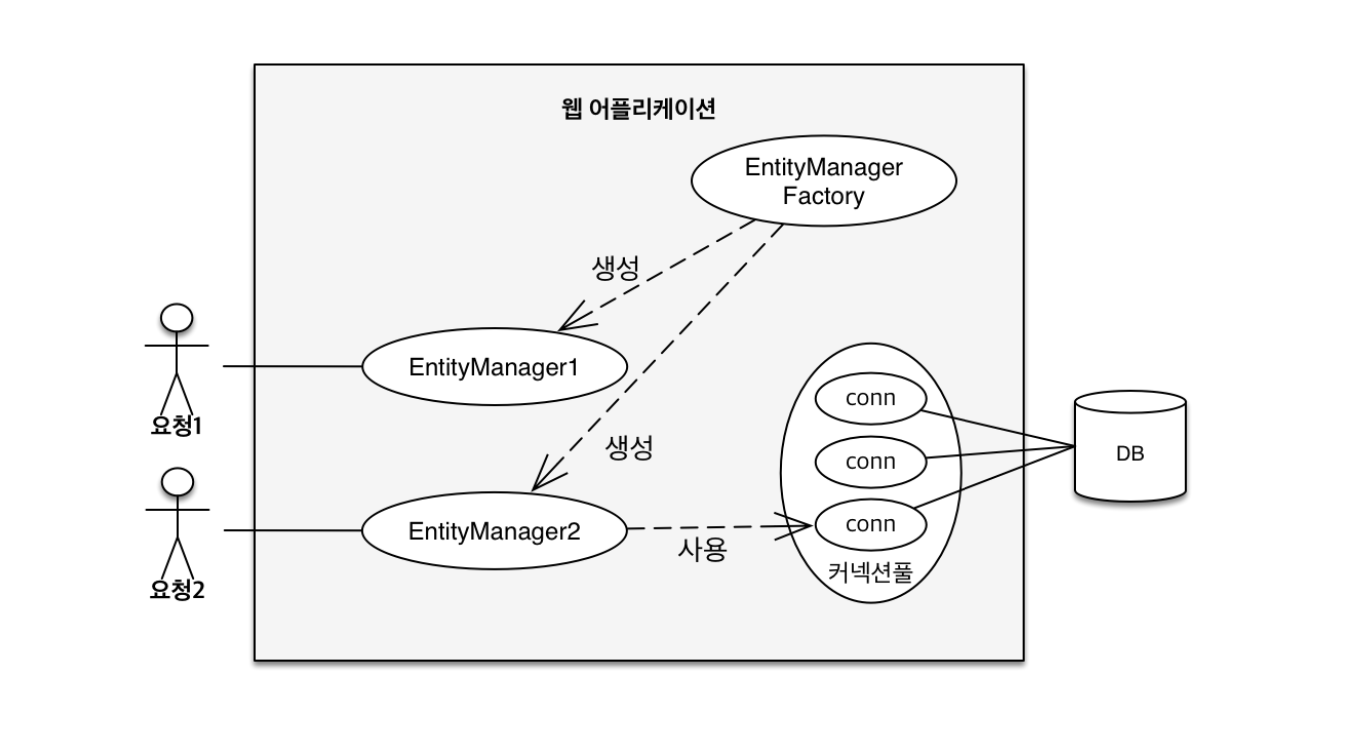 웹 어플리케이션
EntityManager
Factory
생성
요청1
EntityManager1
conn
생성
conn
DB
요청2
EntityManager2
사용
conn
커넥션풀